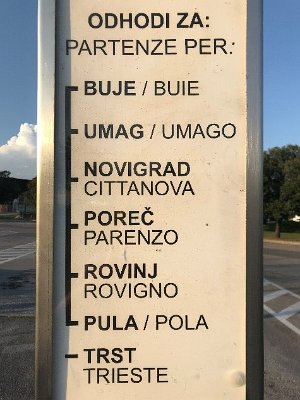 ODHODI ZA:
PARTENZE PER:
BUJE / BUIE
UMAG / UMAGO
NOVIGRAD
CITTANOVA
POREČ
PARENZO
ROVINJ
ROVIGNO
PULA / POLA
TRST
TRIESTE